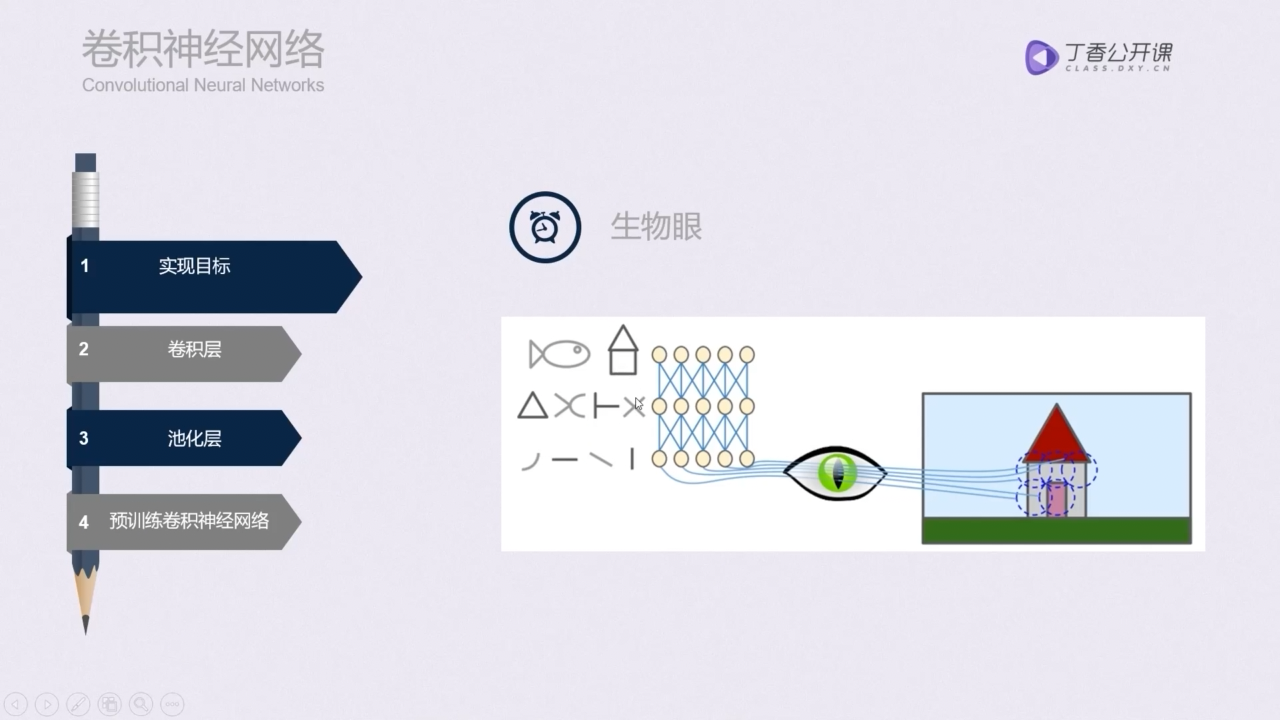 卷积神经网络
Convolutional Neural Networks
丁香公开课
CLASS.DXY.CN
1 实现目标
2 卷积层
3 池化层
4 预训练卷积神经网络
生物眼